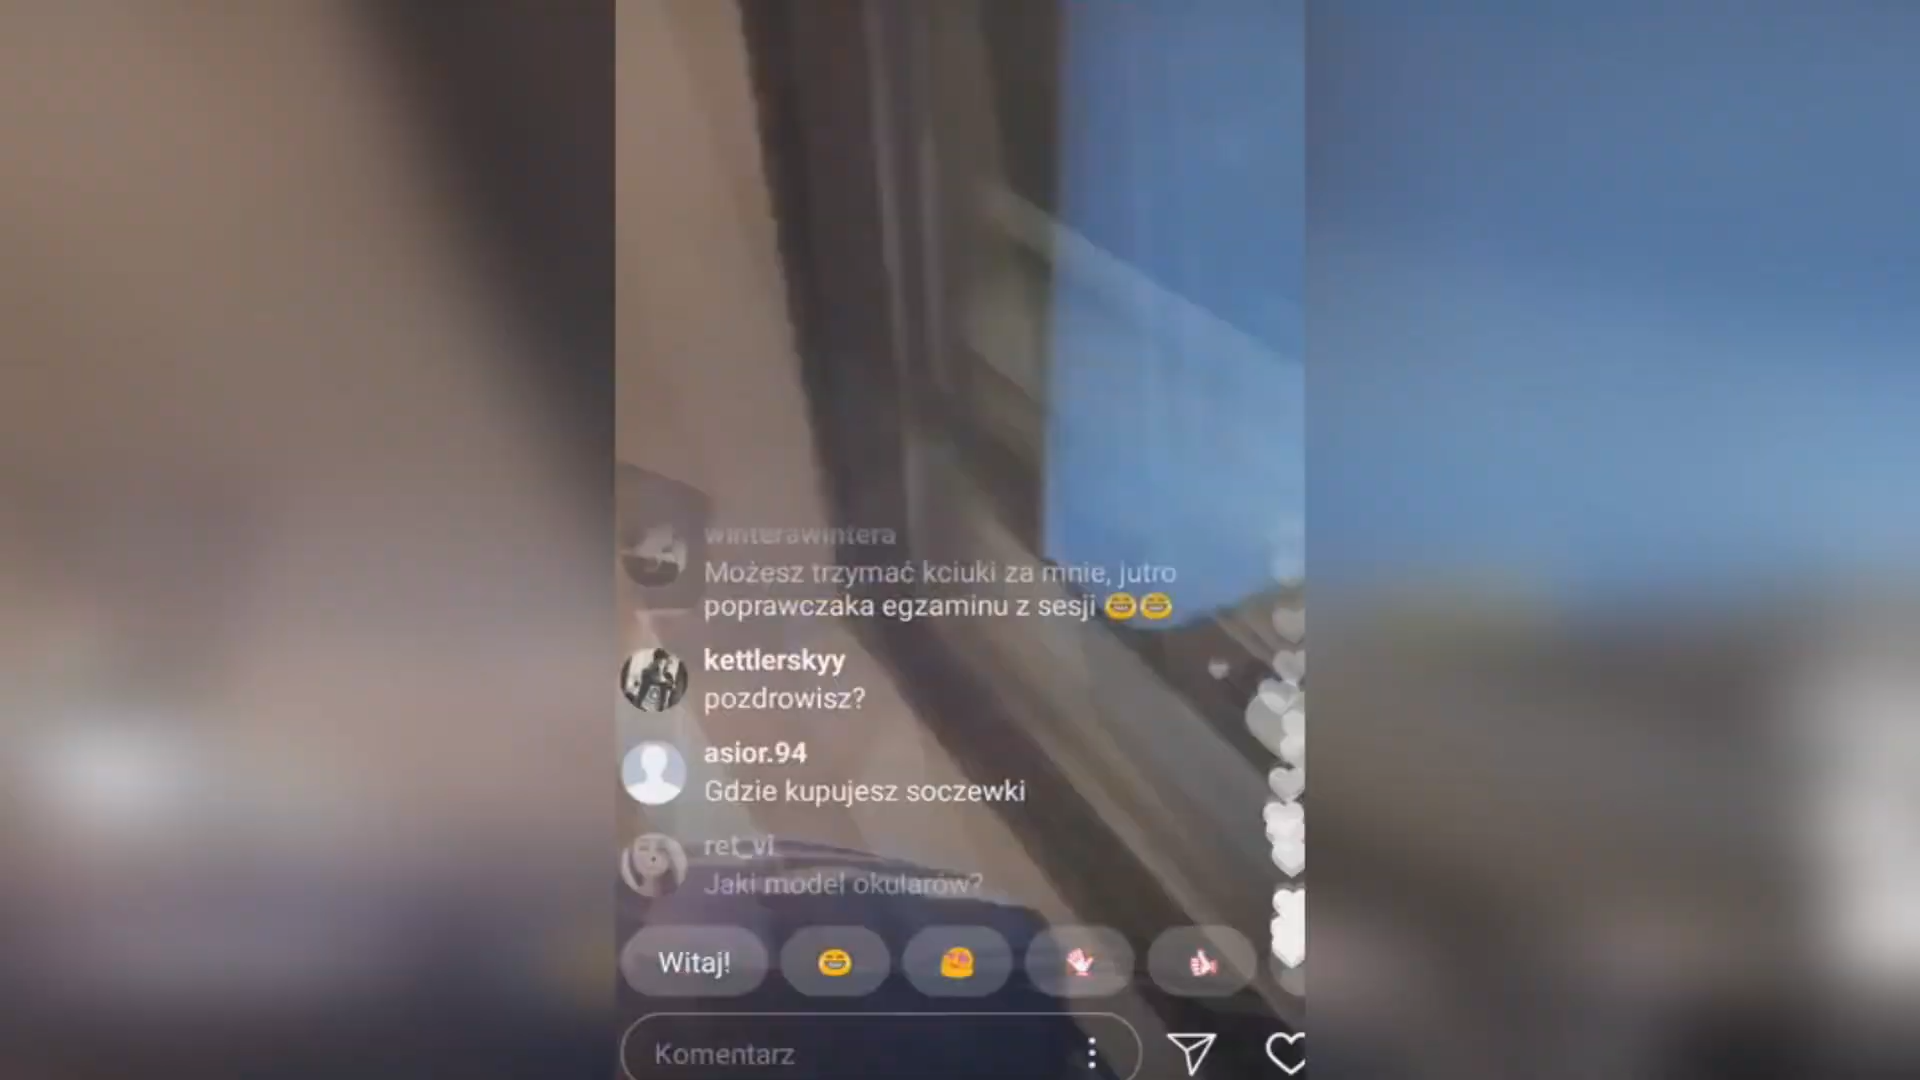 winterawintera
Możesz trzymać kciuki za mnie, jutro
poprawczaka egzaminu z sesji 😄😄
kettlerskyy
pozdrowisz?
asior.94
Gdzie kupujesz soczewki
ret_vi
Jaki model okularów?
Witaj!
Komentarz